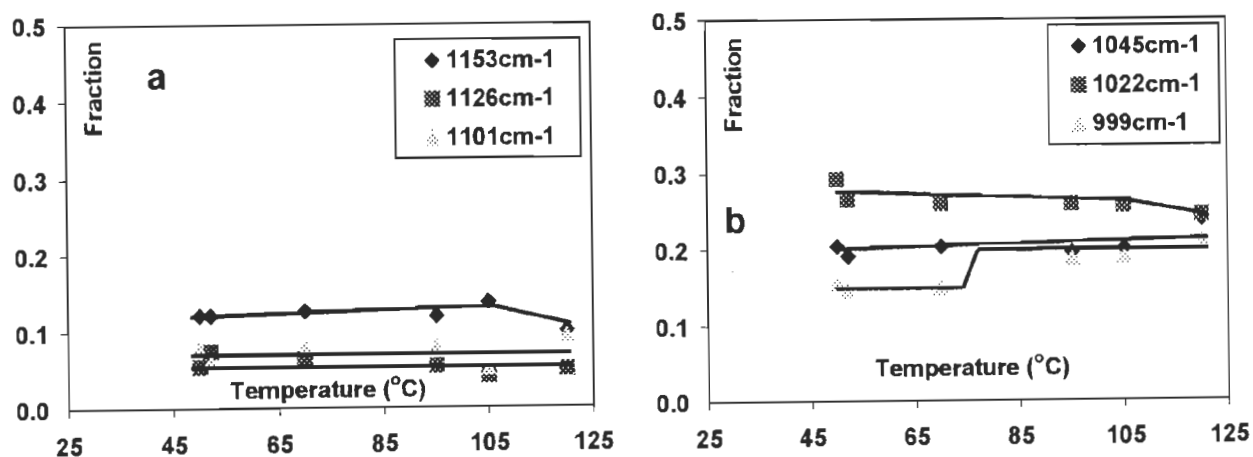 0.5
0.4
0.3
0.2
0.1
0.0
Fraction
a
1153cm-1
1126cm-1
1101cm-1
Temperature (°C)
25 45 65 85 105 125
0.5
0.4
0.3
0.2
0.1
0.0
Fraction
b
1045cm-1
1022cm-1
999cm-1
Temperature (°C)
25 45 65 85 105 125